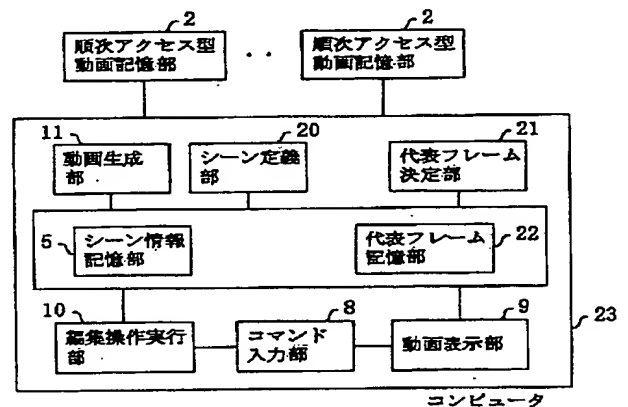 2
2
順次アクセス型
動画記憶部
・・
順次アクセス型
動画記憶部
11
20
21
動画生成
部
シーン定義
部
代表フレーム
決定部
5
シーン情報
記憶部
代表フレーム
記憶部
22
10
8
9
編集操作実行
部
コマンド
入力部
動画表示部
23
コンピュータ